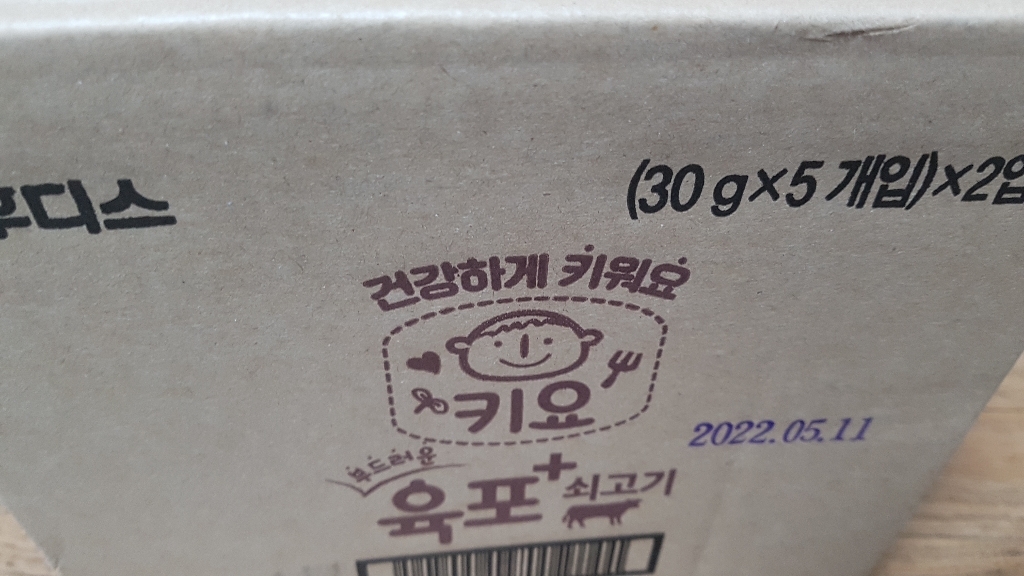 디스
(30 g×5 개입)×2
건강하게 키워요
키요
2022.05.11
부드러운
육포+ 쇠고기